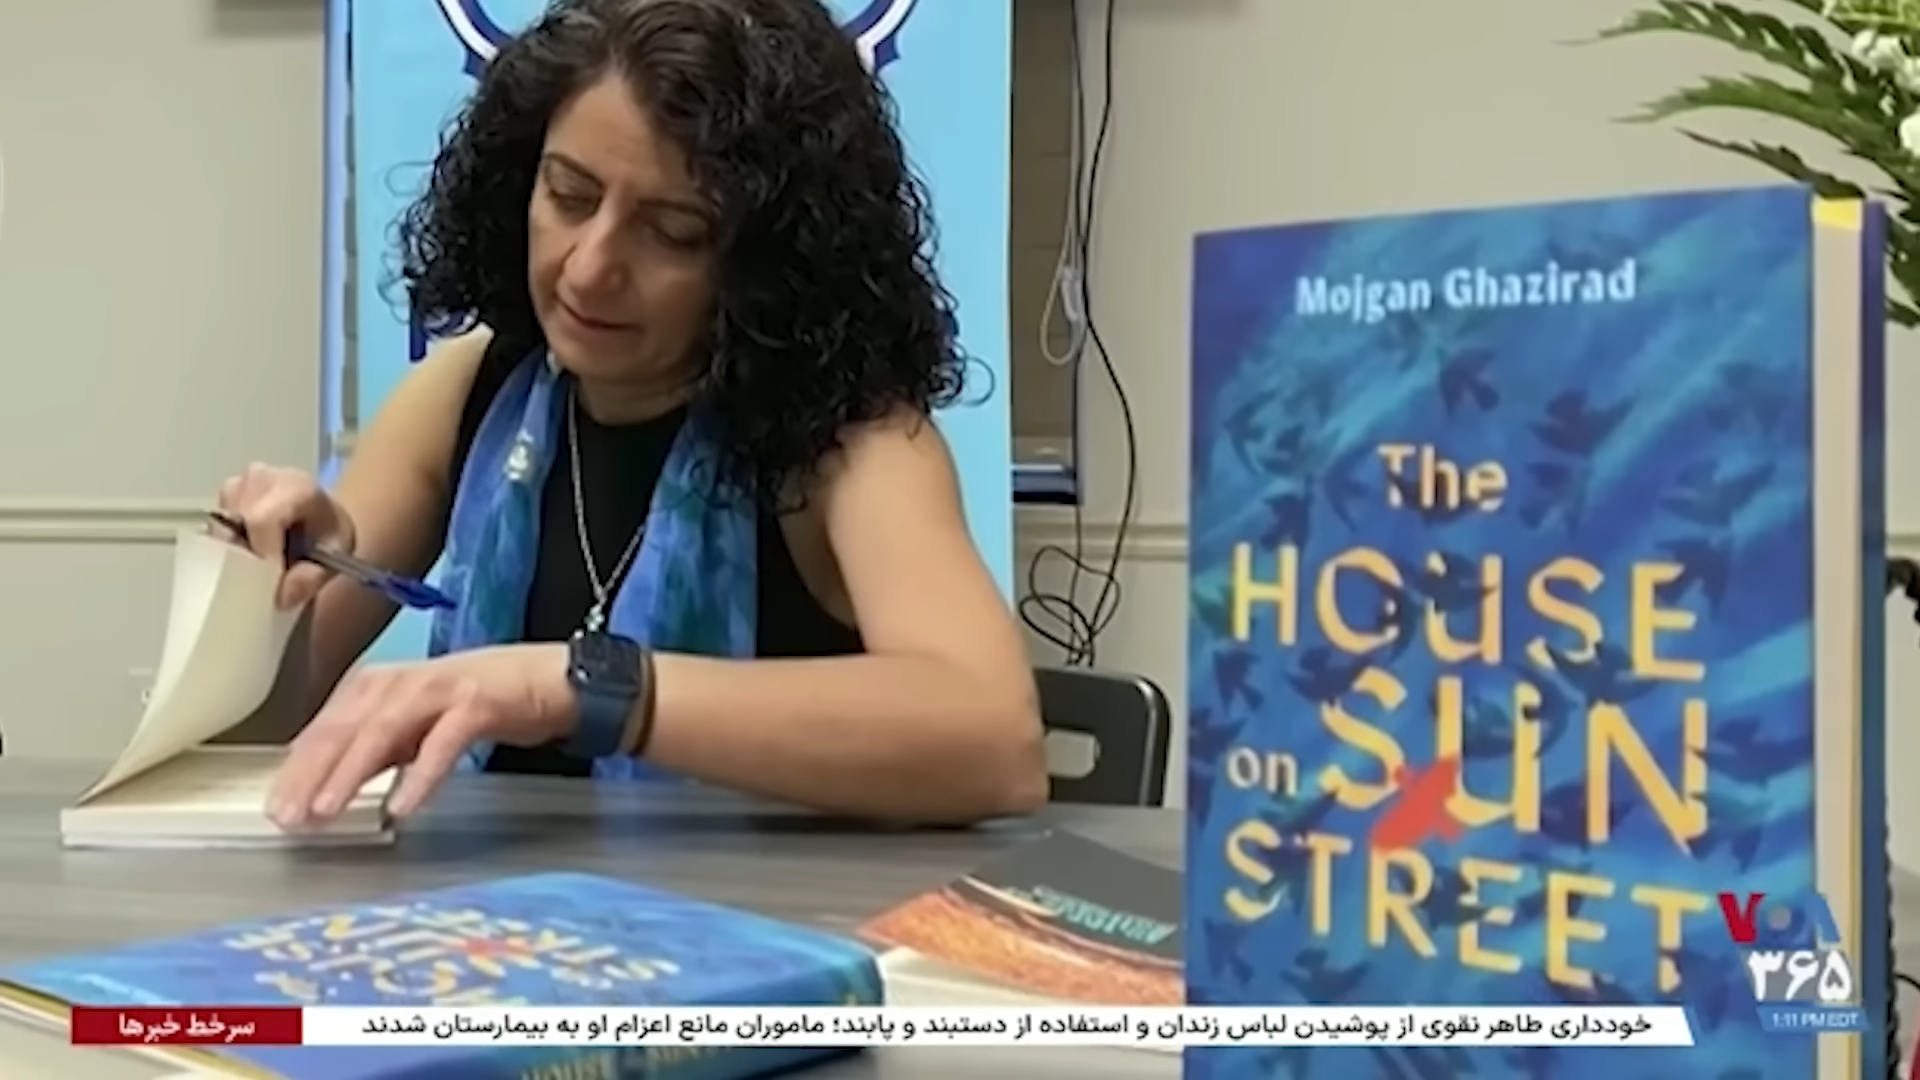 Mojgan Ghazirad
The
HOUSE
on SUN
STREET
VOA
۳۶۵
1:11 PM EDT
سرخط خبرها
خودداری طاهر نقوی از پوشیدن لباس زندان و استفاده از دستبند و پابند؛ ماموران مانع اعزام او به بیمارستان شدند